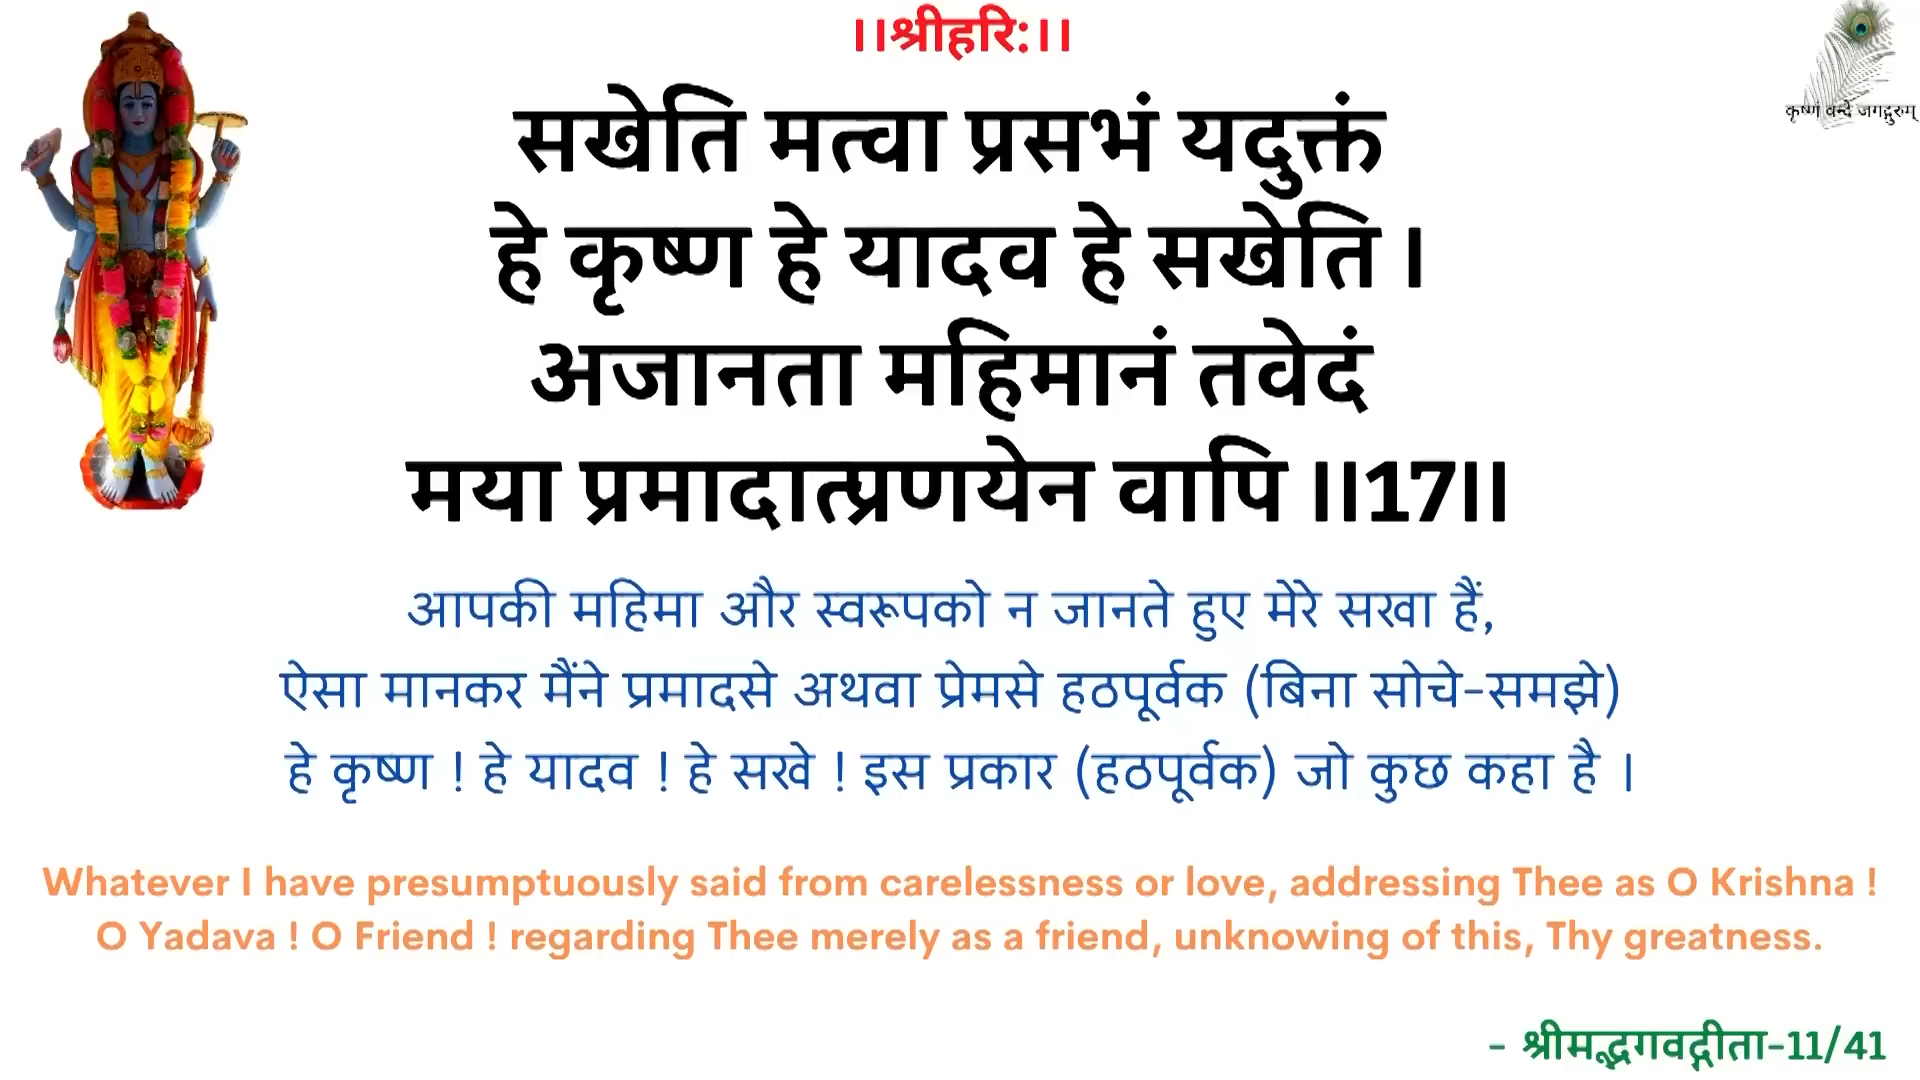 ।।श्रीहरि:।।
कृष्णं वन्दे जगद्गुरुम्
सखेति मत्वा प्रसभं यदुक्तं
हे कृष्ण हे यादव हे सखेति ।
अजानता महिमानं तवेदं
मया प्रमादात्प्रणयेन वापि ॥17॥
आपकी महिमा और स्वरूपको न जानते हुए मेरे सखा हैं,
ऐसा मानकर मैंने प्रमादसे अथवा प्रेमसे हठपूर्वक (बिना सोचे-समझे)
हे कृष्ण ! हे यादव ! हे सखे ! इस प्रकार (हठपूर्वक) जो कुछ कहा है ।
Whatever I have presumptuously said from carelessness or love, addressing Thee as O Krishna !
O Yadava ! O Friend ! regarding Thee merely as a friend, unknowing of this, Thy greatness.
- श्रीमद्भगवद्गीता-11/41